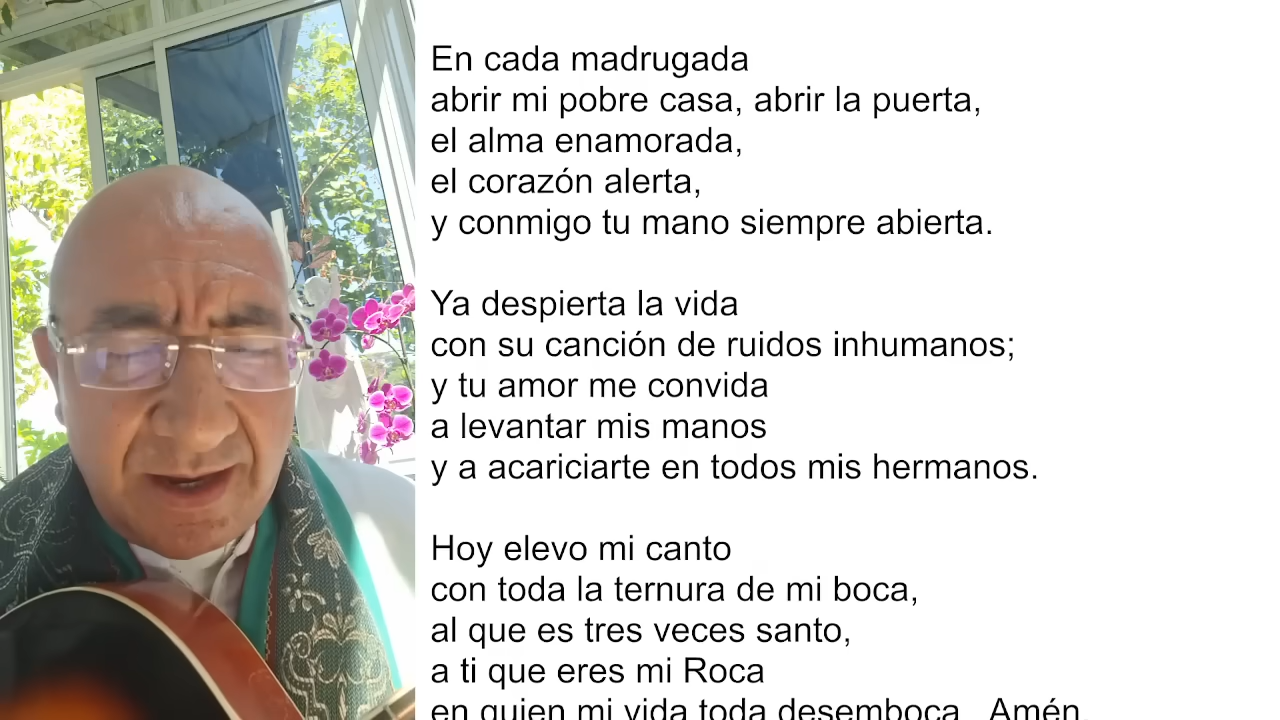 En cada madrugada
abrir mi pobre casa, abrir la puerta,
el alma enamorada,
el corazón alerta,
y conmigo tu mano siempre abierta.
Ya despierta la vida
con su canción de ruidos inhumanos;
y tu amor me convida
a levantar mis manos
y a acariciarte en todos mis hermanos.
Hoy elevo mi canto
con toda la ternura de mi boca,
al que es tres veces santo,
a ti que eres mi Roca
en quien mi vida toda desemboca. Amén.